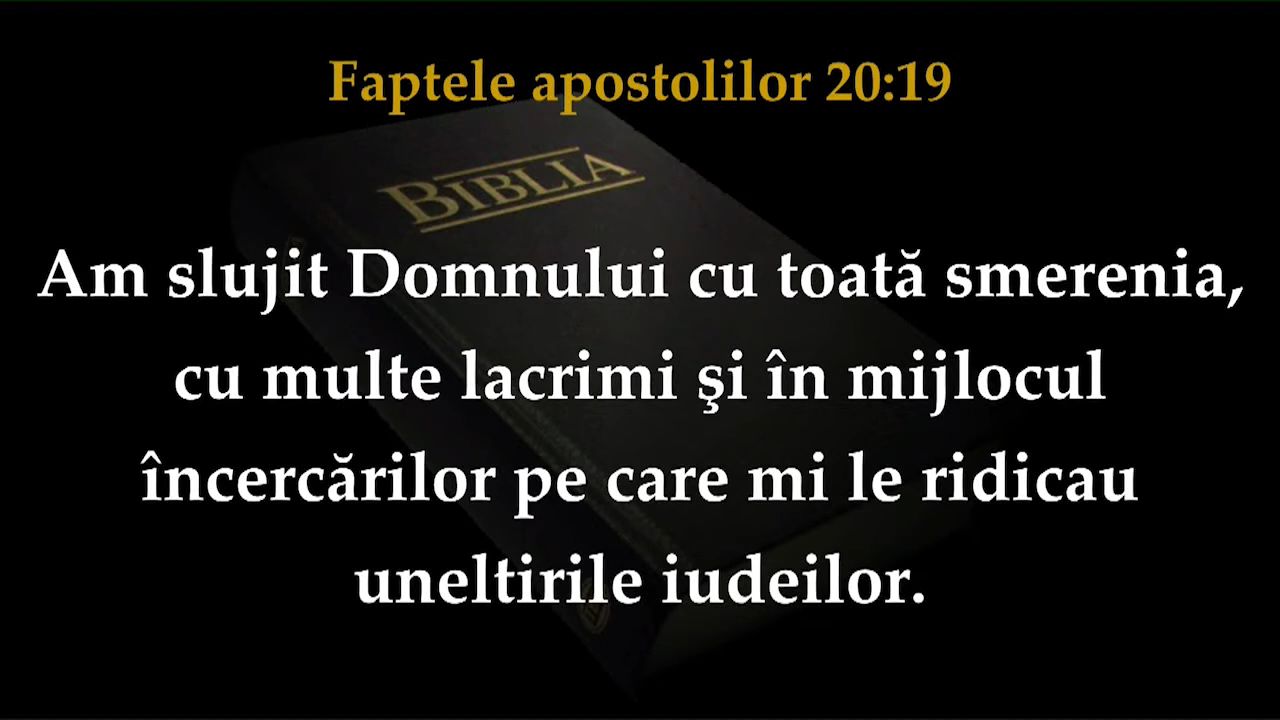 Faptele apostolilor 20:19
BIBLIA
Am slujit Domnului cu toată smerenia,
cu multe lacrimi şi în mijlocul
încercărilor pe care mi le ridicau
uneltirile iudeilor.